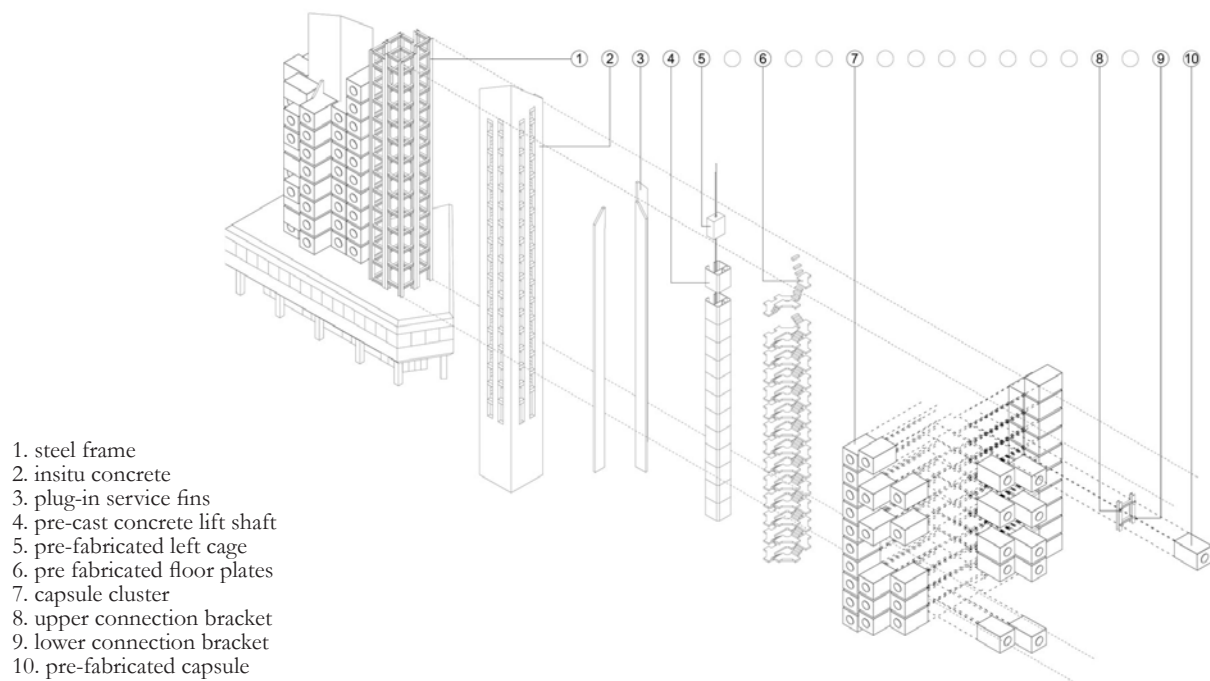 1 2 3 4 5 6 7 8 9 10
1. steel frame
2. insitu concrete
3. plug-in service fins
4. pre-cast concrete lift shaft
5. pre-fabricated left cage
6. pre fabricated floor plates
7. capsule cluster
8. upper connection bracket
9. lower connection bracket
10. pre-fabricated capsule